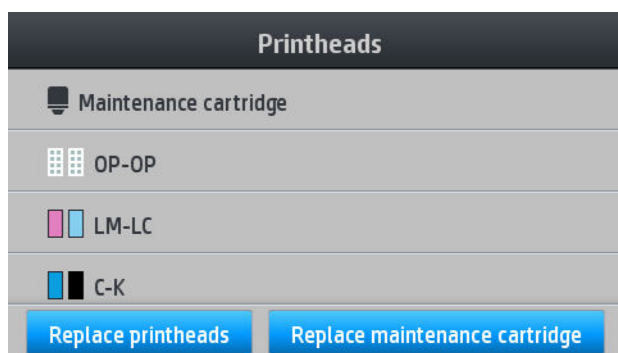 Printheads
Maintenance cartridge
OP-OP
LM-LC
C-K
Replace printheads Replace maintenance cartridge